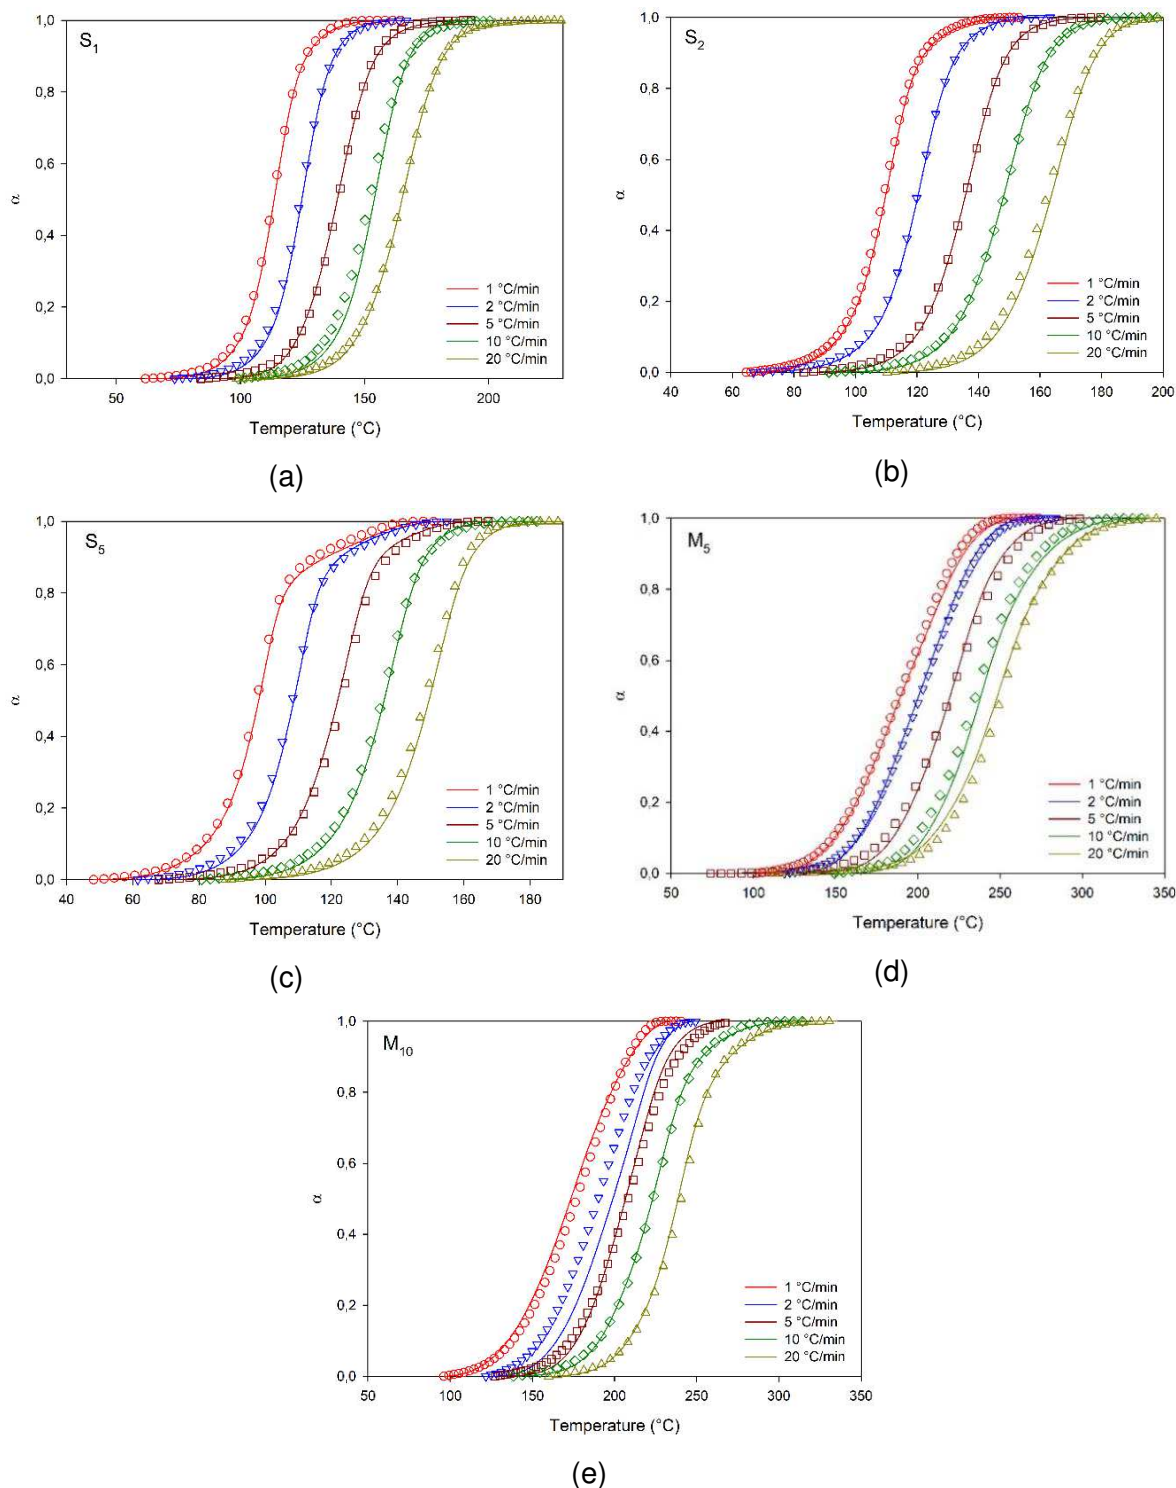 S1
1,0
0,8
0,6
0,4
0,2
0,0
α
1 °C/min
2 °C/min
5 °C/min
10 °C/min
20 °C/min
50 100 150 200
Temperature (°C)
(a)
S2
1,0
0,8
0,6
0,4
0,2
0,0
α
1 °C/min
2 °C/min
5 °C/min
10 °C/min
20 °C/min
40 60 80 100 120 140 160 180 200
Temperature (°C)
(b)
S5
1,0
0,8
0,6
0,4
0,2
0,0
α
1 °C/min
2 °C/min
5 °C/min
10 °C/min
20 °C/min
40 60 80 100 120 140 160 180
Temperature (°C)
(c)
M5
1,0
0,8
0,6
0,4
0,2
0,0
α
1 °C/min
2 °C/min
5 °C/min
10 °C/min
20 °C/min
50 100 150 200 250 300 350
Temperature (°C)
(d)
M10
1,0
0,8
0,6
0,4
0,2
0,0
α
1 °C/min
2 °C/min
5 °C/min
10 °C/min
20 °C/min
50 100 150 200 250 300 350
Temperature (°C)
(e)